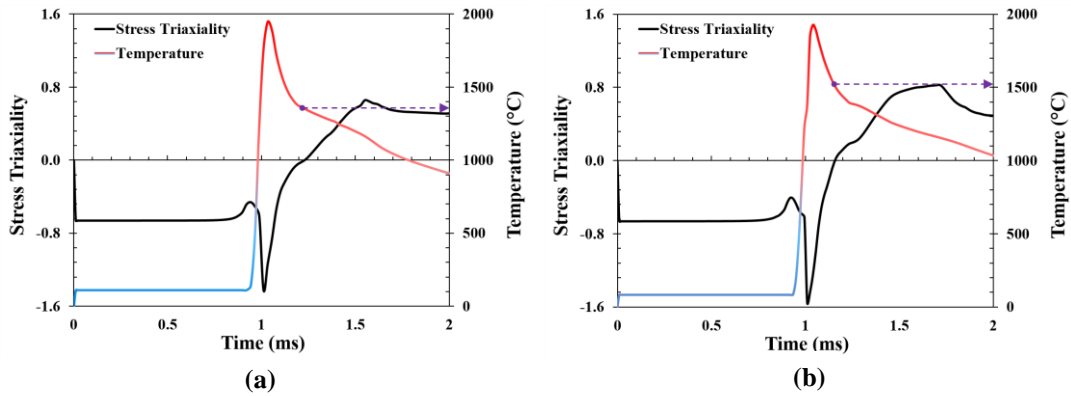 1.6
0.8
0.0
-0.8
-1.6
Stress Triaxiality
Stress Triaxiality
Temperature
2000
1500
1000
500
0
Temperature (°C)
0
0.5
1
1.5
2
Time (ms)
(a)
1.6
0.8
0.0
-0.8
-1.6
Stress Triaxiality
Stress Triaxiality
Temperature
2000
1500
1000
500
0
Temperature (°C)
0
0.5
1
1.5
2
Time (ms)
(b)